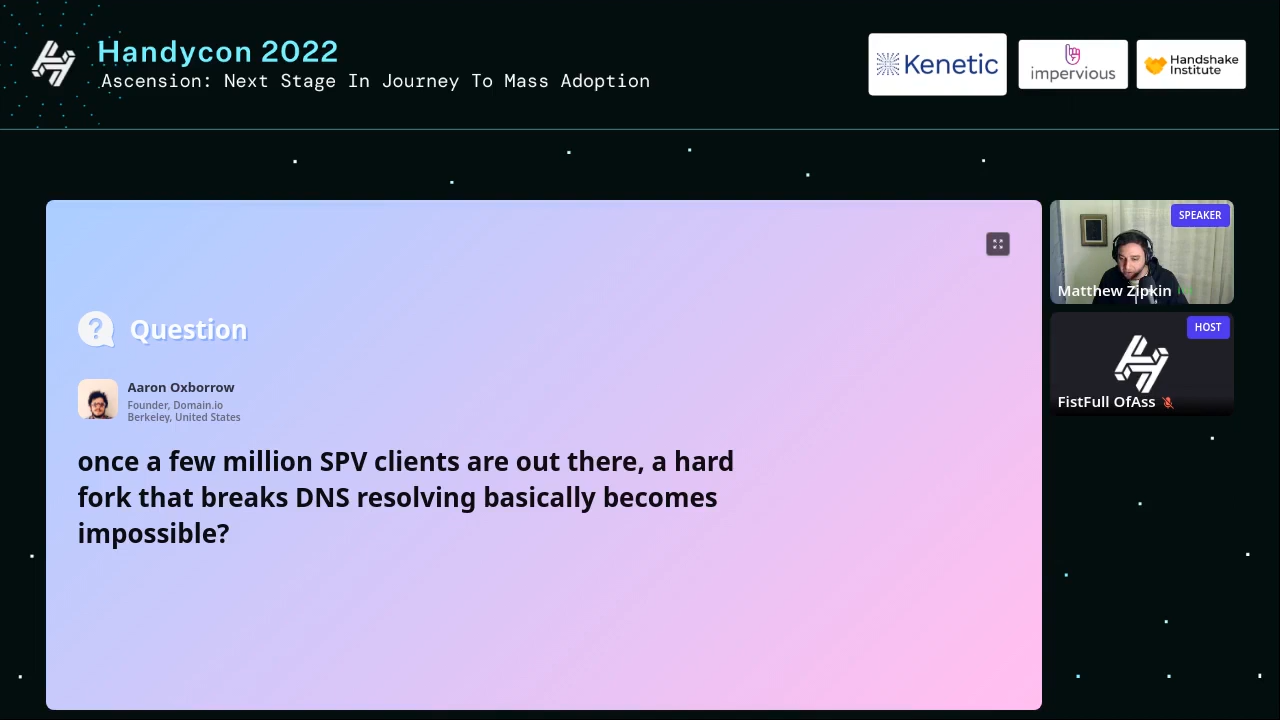 Handycon 2022
Ascension: Next Stage In Journey To Mass Adoption
Kenetic
impervious
Handshake
Institute
SPEAKER
Matthew Zipkin
HOST
FistFull OfAss
Question
Aaron Oxborrow
Founder, Domain.io
Berkeley, United States
once a few million SPV clients are out there, a hard
fork that breaks DNS resolving basically becomes
impossible?